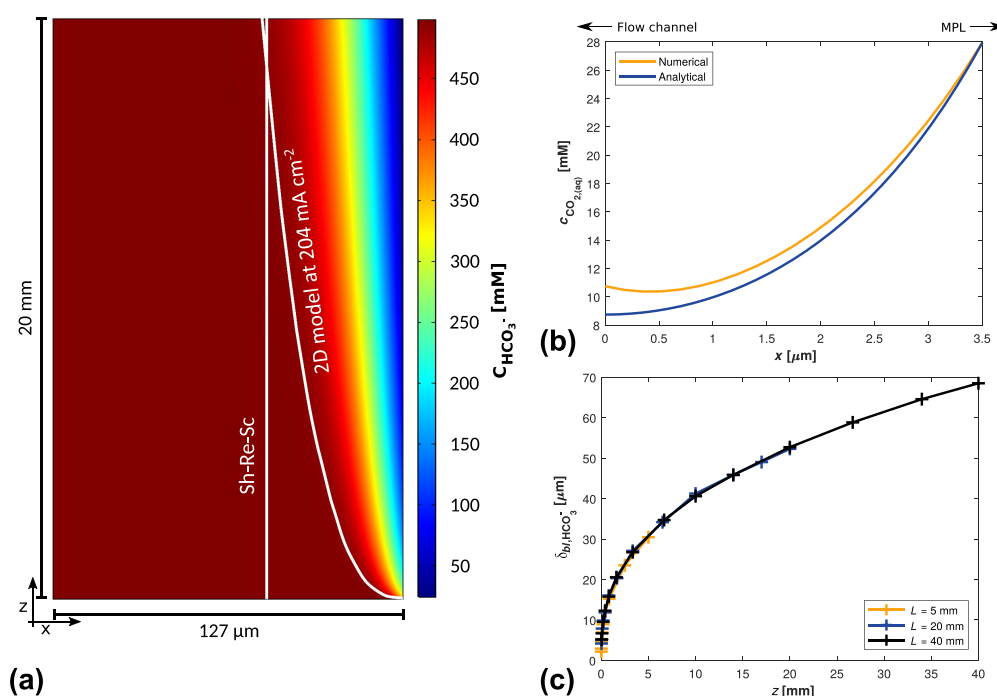 20 mm
z
x
127 µm
Sh-Re-Sc
2D model at 204 mA cm-2
450
400
350
300
250
200
150
100
50
CHCO3- [mM]
(a)
Flow channel
MPL
28
26
24
22
20
18
16
14
12
10
8
cCO2,(aq) [mM]
Numerical
Analytical
0 0.5 1 1.5 2 2.5 3 3.5
x [µm]
(b)
70
60
50
40
30
20
10
0
δbl,HCO3- [µm]
L = 5 mm
L = 20 mm
L = 40 mm
0 5 10 15 20 25 30 35 40
z [mm]
(c)